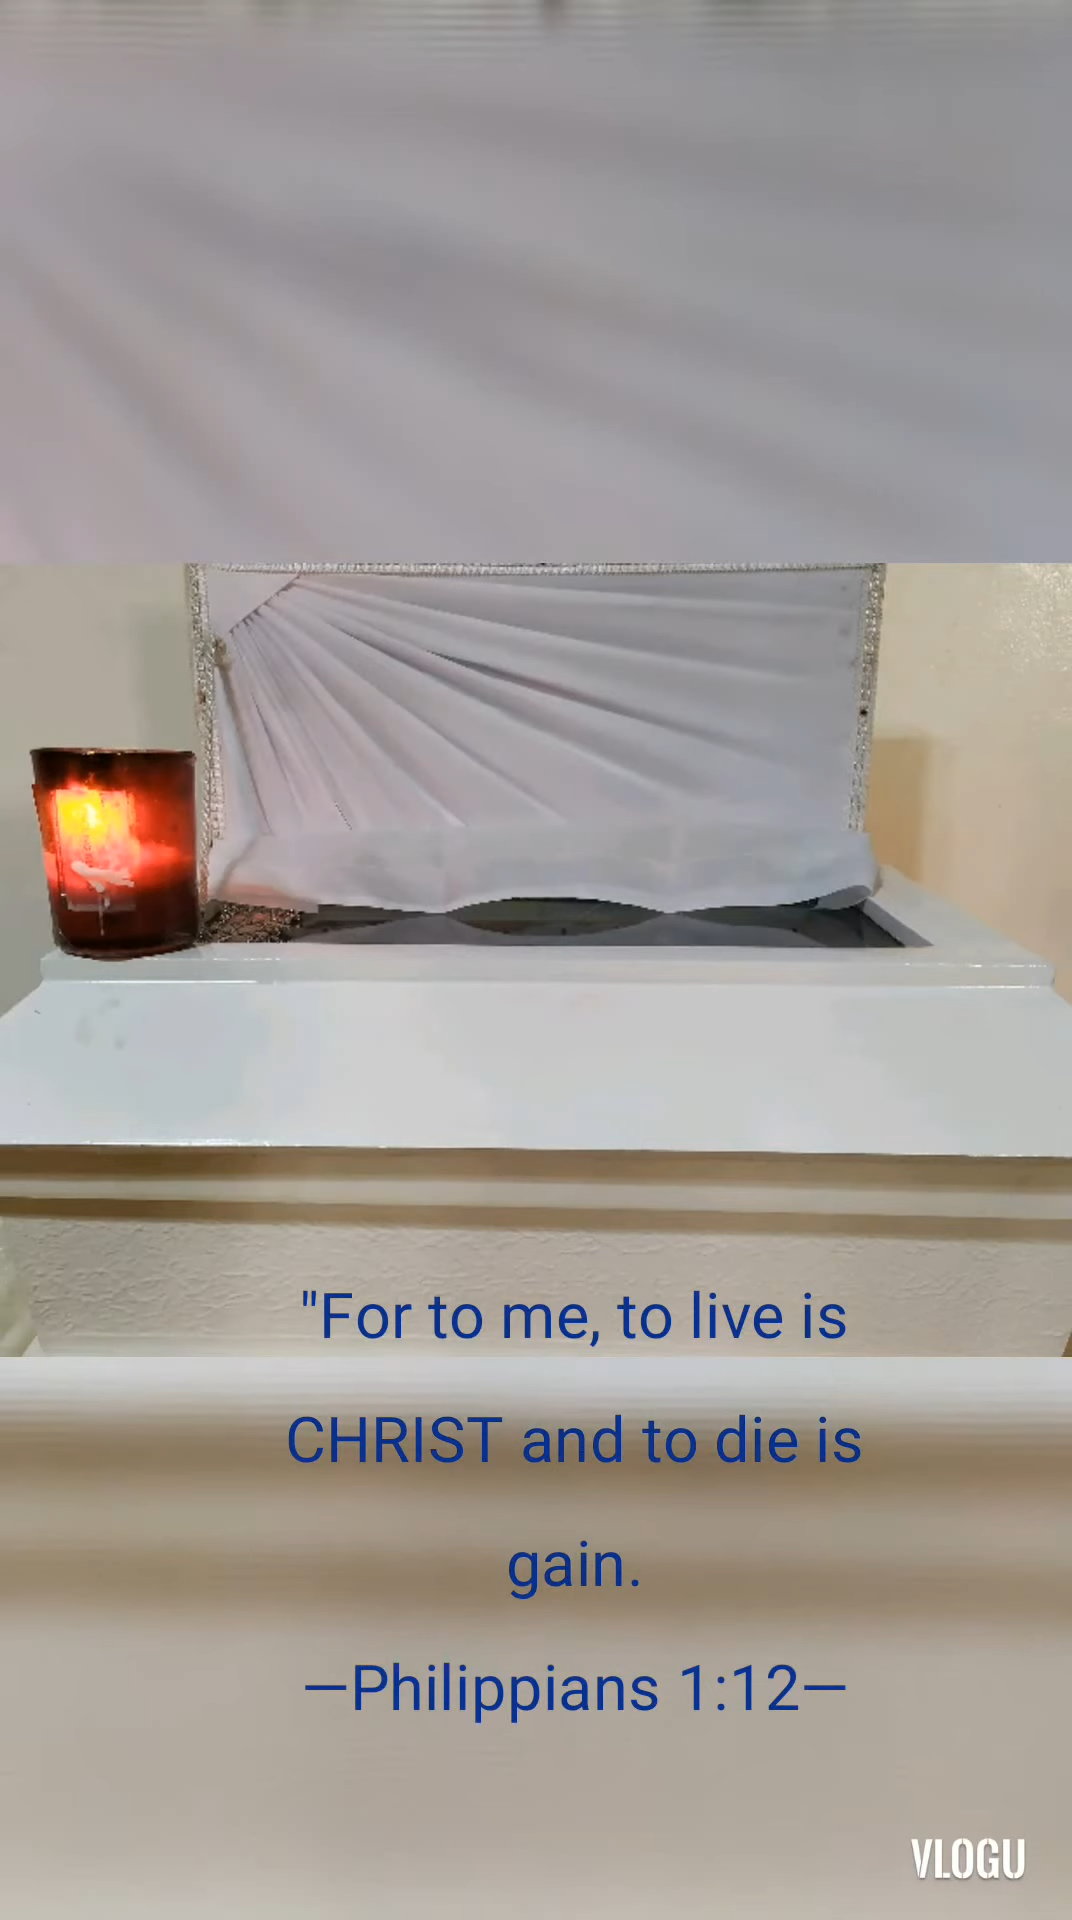 "For to me, to live is
CHRIST and to die is
gain.
—Philippians 1:12—
VLOGU